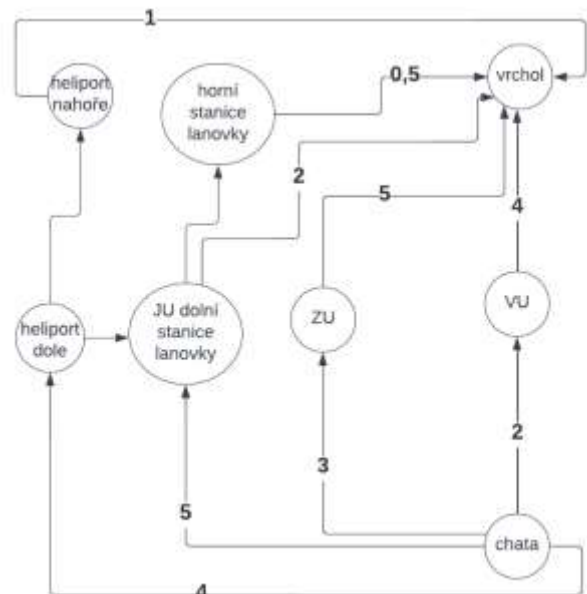 1
heliport
nahoře
horní
stanice
lanovky
0,5
vrchol
2
5
4
heliport
dole
JU dolní
stanice
lanovky
ZU
VU
3
2
5
chata
4